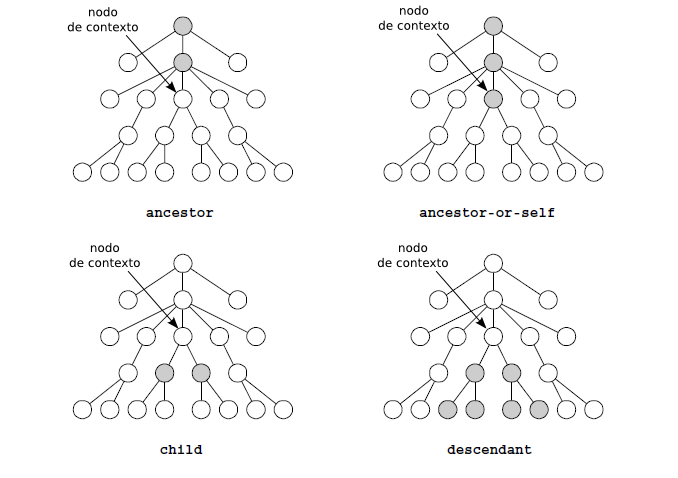 nodo
de contexto
nodo
de contexto
ancestor
ancestor-or-self
nodo
de contexto
nodo
de contexto
child
descendant